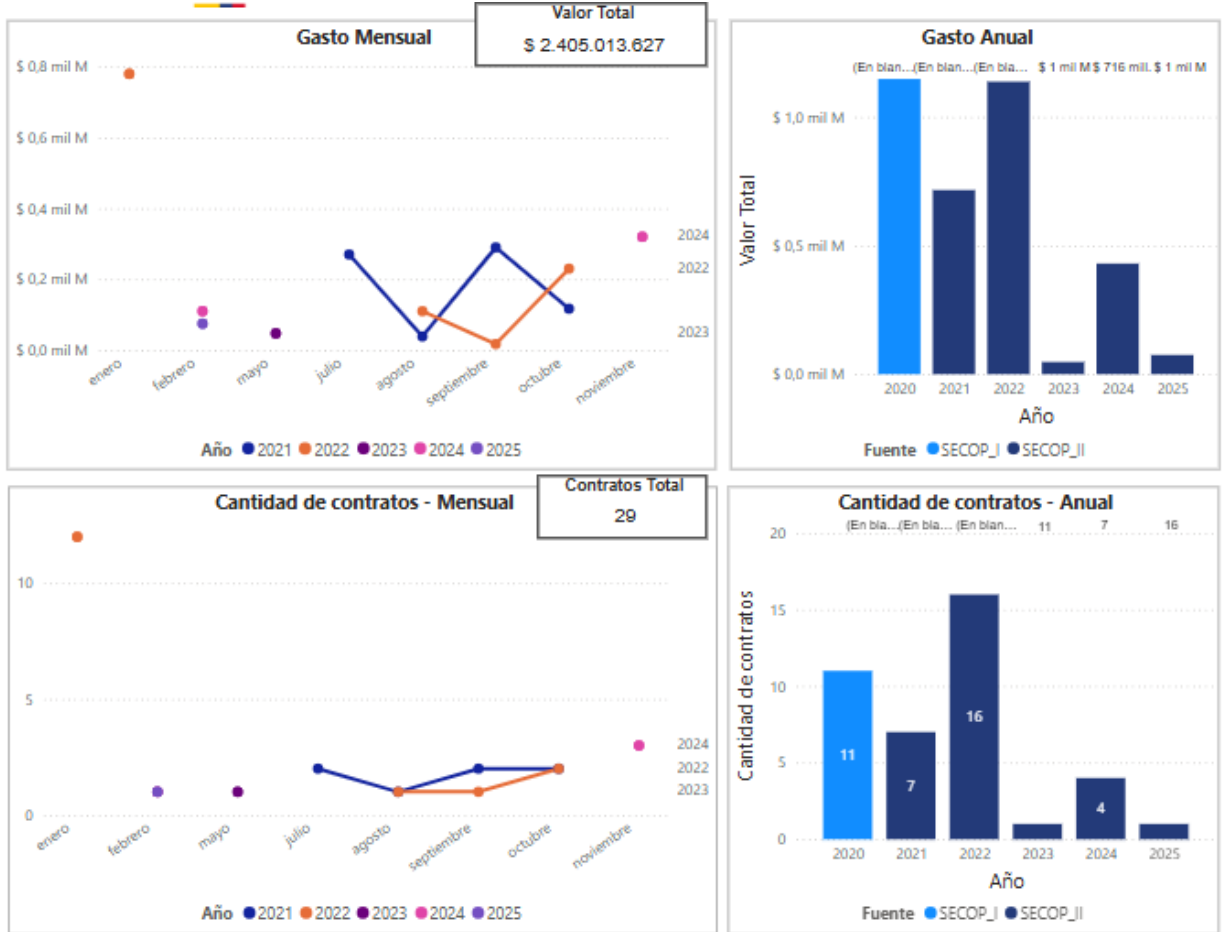 Gasto Mensual
Valor Total
$ 2.405.013.627
$ 0,8 mil M
$ 0,6 mil M
$ 0,4 mil M
$ 0,2 mil M
$ 0,0 mil M
2024
2022
2023
enero
febrero
mayo
julio
agosto
septiembre
octubre
noviembre
Año 2021 2022 2023 2024 2025
Gasto Anual
(En blan... (En blan... (En bla... $ 1 mil M $ 716 mill. $ 1 mil M
$ 1,0 mil M
$ 0,5 mil M
$ 0,0 mil M
Valor Total
2020 2021 2022 2023 2024 2025
Año
Fuente SECOP_I SECOP_II
Cantidad de contratos - Mensual
Contratos Total
29
10
5
0
2024
2022
2023
enero
febrero
mayo
julio
agosto
septiembre
octubre
noviembre
Año 2021 2022 2023 2024 2025
Cantidad de contratos - Anual
(En bla... (En bla... (En blan... 11 7 16
20
15
10
5
0
Cantidad de contratos
11
7
16
4
2020 2021 2022 2023 2024 2025
Año
Fuente SECOP_I SECOP_II